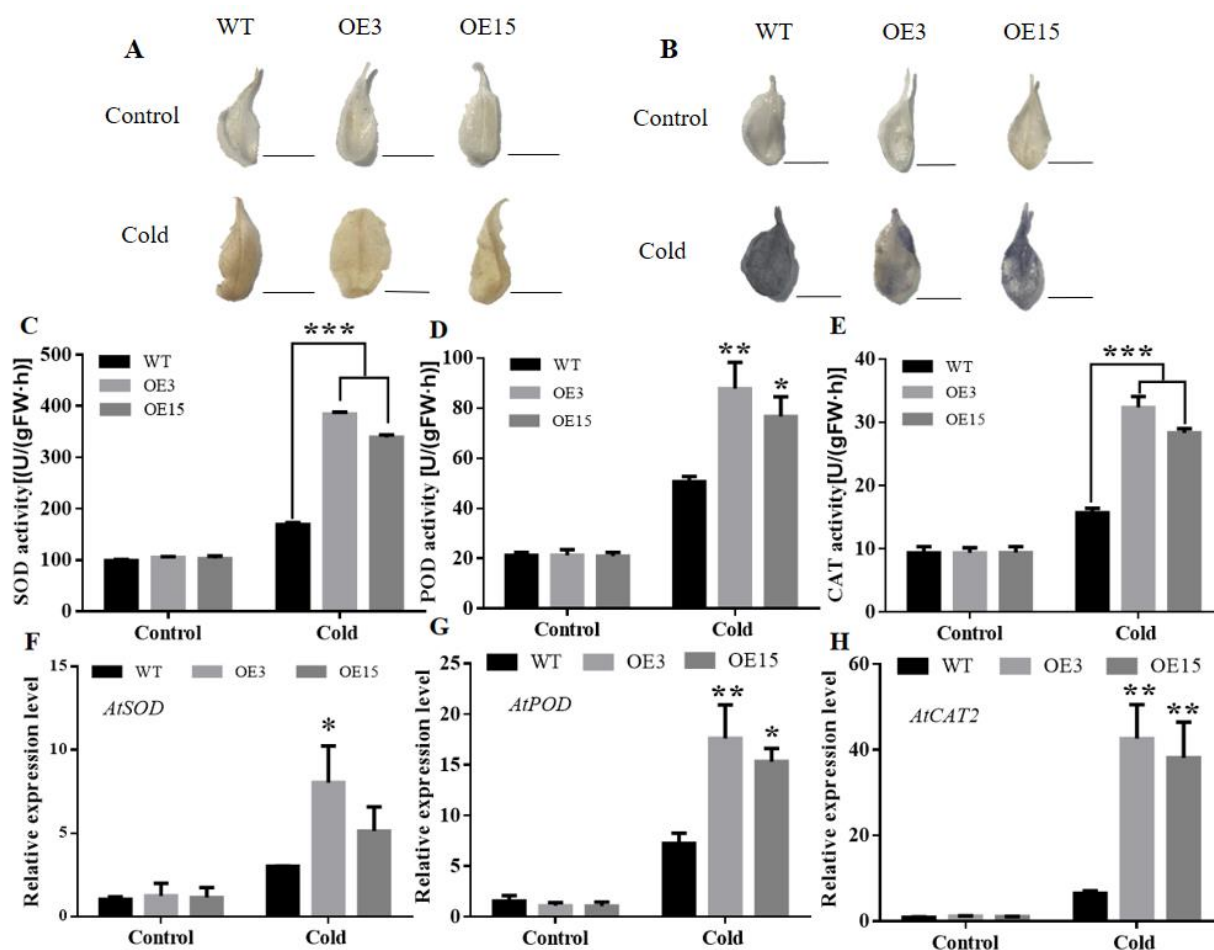 A
WT OE3 OE15
Control
Cold
B
WT OE3 OE15
Control
Cold
C
SOD activity[(U/(gFW·h)]
500
400
300
200
100
0
WT
OE3
OE15
***
Control Cold
D
POD activity [U/(gFW·h)]
100
80
60
40
20
0
WT
OE3
OE15
**
*
Control Cold
E
CAT activity[U/(gFW·h)]
40
30
20
10
0
WT
OE3
OE15
***
Control Cold
F
Relative expression level
15
10
5
0
WT OE3 OE15
AtSOD
*
Control Cold
G
Relative expression level
25
20
15
10
5
0
WT OE3 OE15
AtPOD
**
*
Control Cold
H
Relative expression level
60
40
20
0
WT OE3 OE15
AtCAT2
**
**
Control Cold